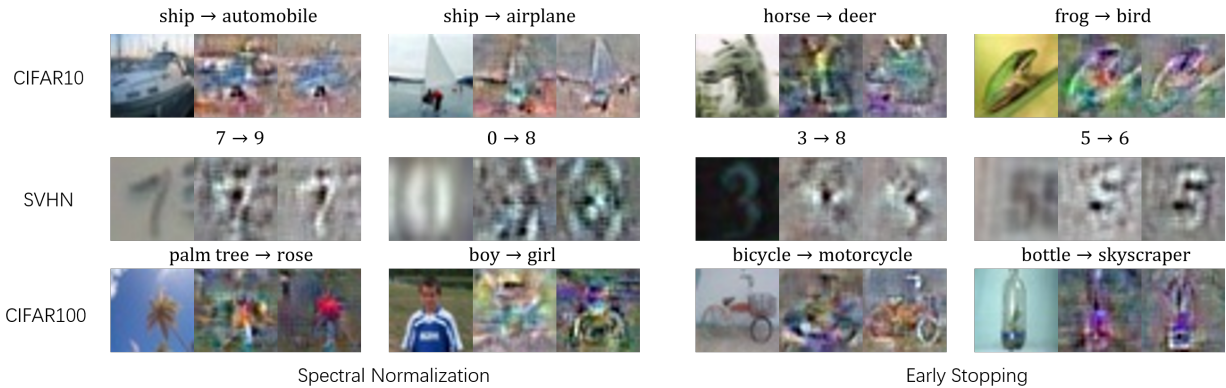 ship → automobile ship → airplane horse → deer frog → bird
CIFAR10
7 → 9 0 → 8 3 → 8 5 → 6
SVHN
palm tree → rose boy → girl bicycle → motorcycle bottle → skyscraper
CIFAR100
Spectral Normalization Early Stopping